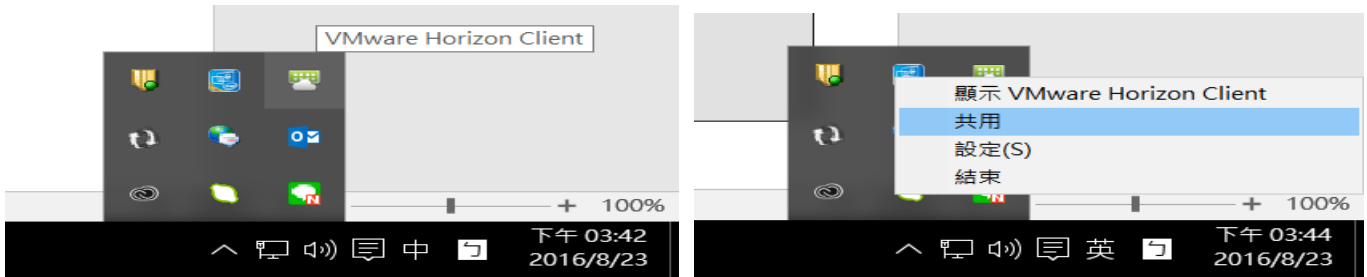 VMware Horizon Client
100%
中 ㄅ 下午 03:42
2016/8/23
顯示 VMware Horizon Client
共用
設定(S)
結束
N
100%
英 ㄅ 下午 03:44
2016/8/23